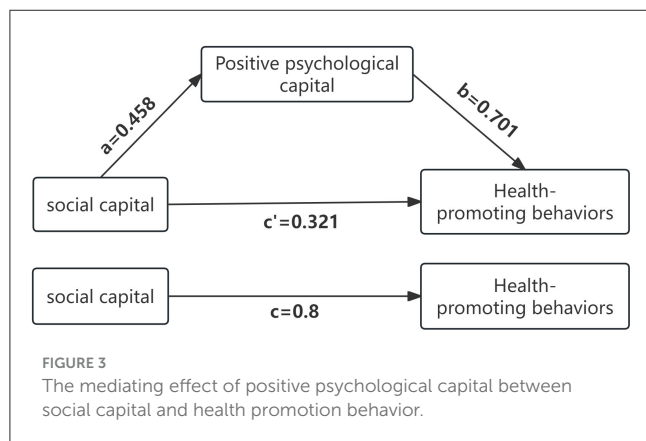 Positive psychological
capital
a=0.458
b=0.701
social capital
c'=0.321
Health-
promoting behaviors
social capital
c=0.8
Health-
promoting behaviors
FIGURE 3
The mediating effect of positive psychological capital between
social capital and health promotion behavior.